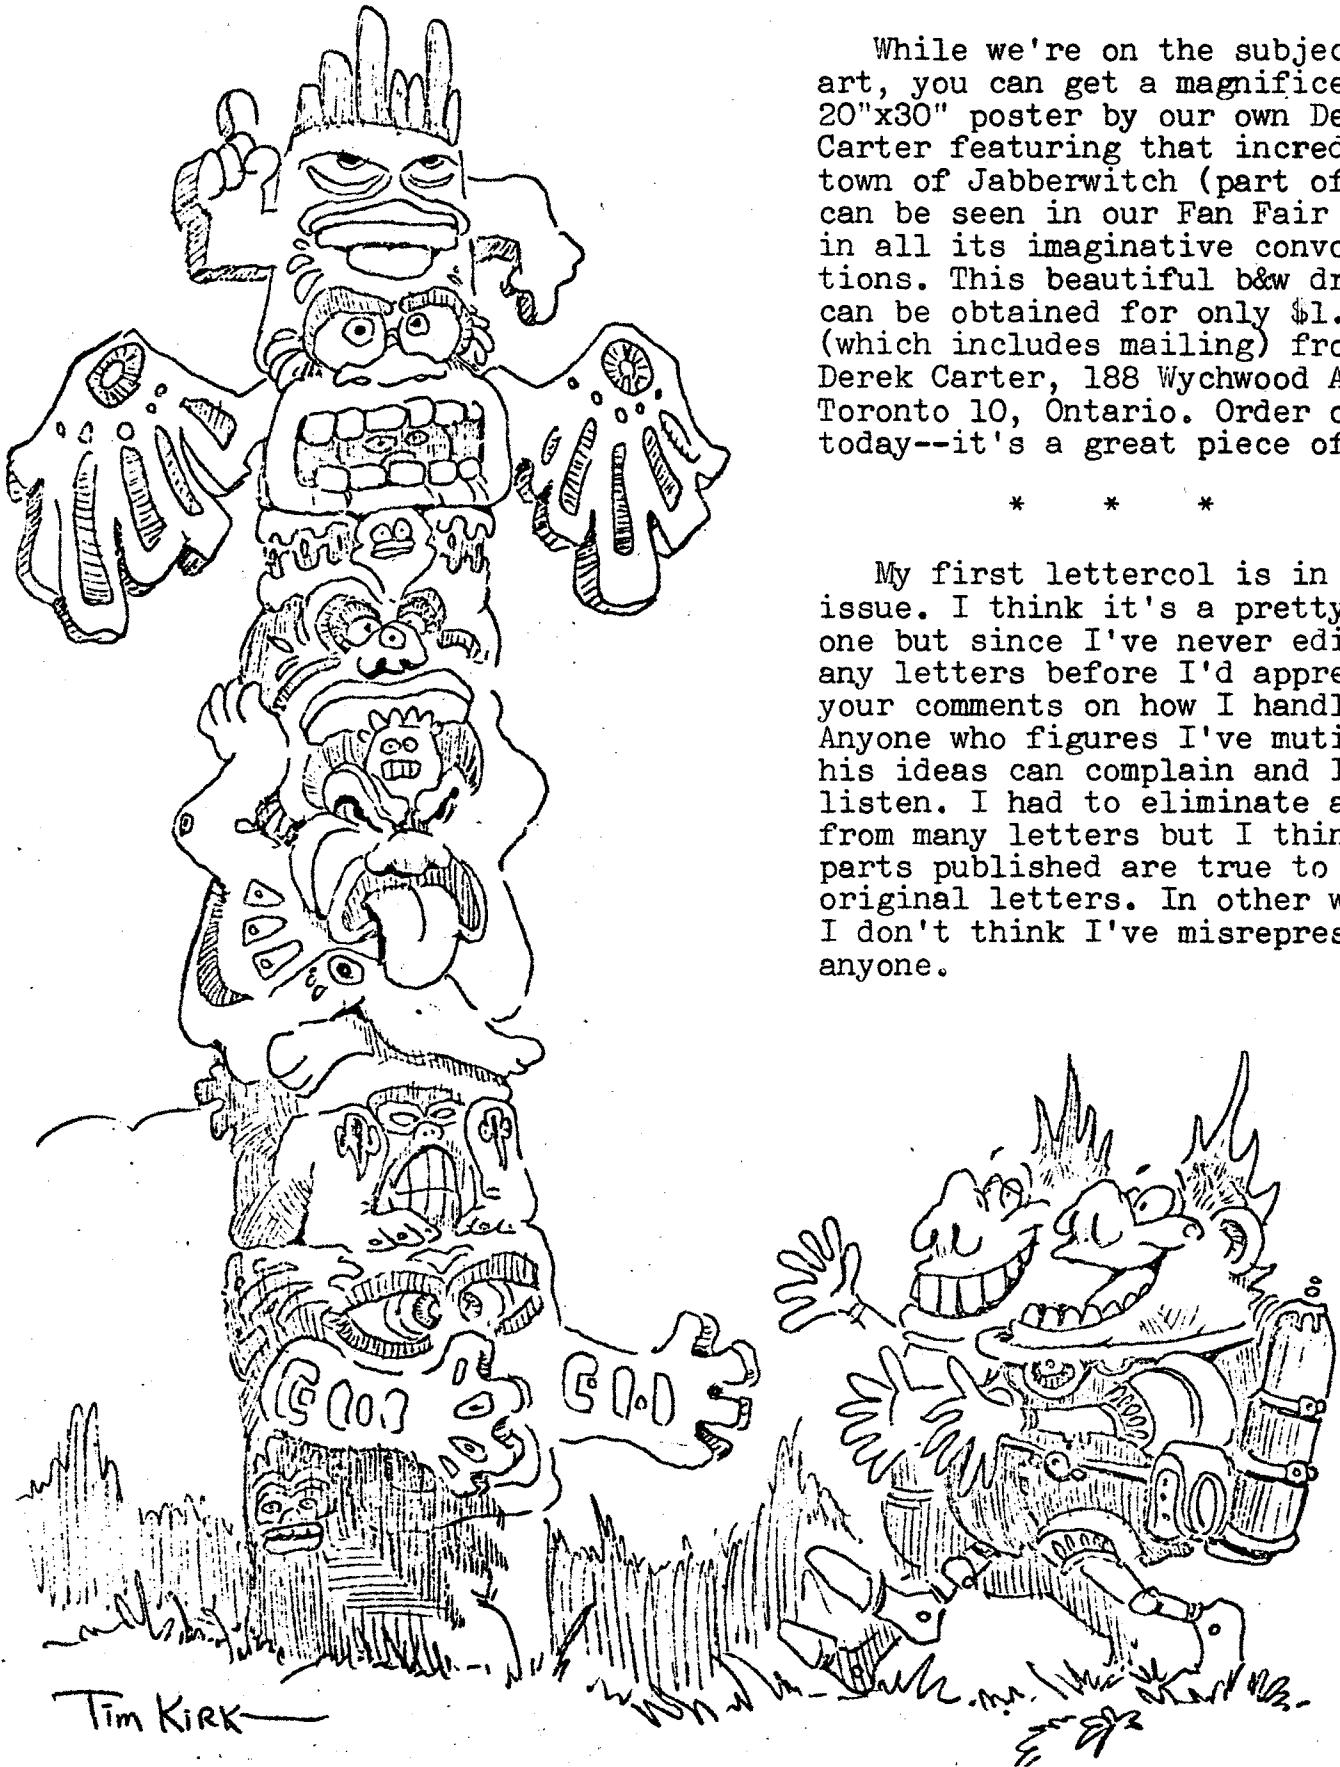 While we're on the subjec
art, you can get a magnifice
20"x30" poster by our own De
Carter featuring that incred
town of Jabberwitch (part of
can be seen in our Fan Fair
in all its imaginative convo
tions. This beautiful b&w dr
can be obtained for only $1.
(which includes mailing) fro
Derek Carter, 188 Wychwood A
Toronto 10, Ontario. Order o
today--it's a great piece of
* * *
My first lettercol is in
issue. I think it's a pretty
one but since I've never edi
any letters before I'd appre
your comments on how I handl
Anyone who figures I've muti
his ideas can complain and I
listen. I had to eliminate a
from many letters but I thin
parts published are true to
original letters. In other w
I don't think I've misrepres
anyone.
Tim KiRK